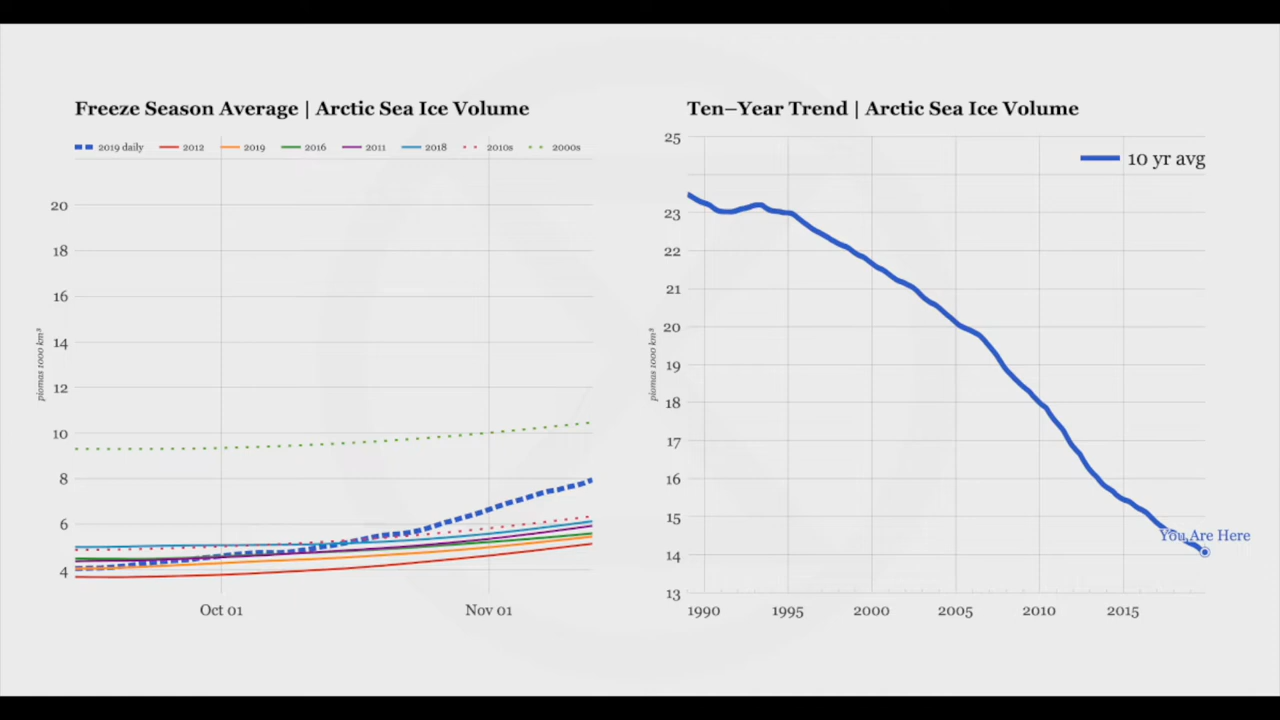 Freeze Season Average | Arctic Sea Ice Volume
2019 daily 2012 2019 2016 2011 2018 2010s 2000s
20
18
16
14
12
10
8
6
4
piomas 1000 km³
Oct 01 Nov 01
Ten–Year Trend | Arctic Sea Ice Volume
10 yr avg
25
23
22
21
20
19
18
17
16
15
14
13
piomas 1000 km³
You Are Here
1990 1995 2000 2005 2010 2015